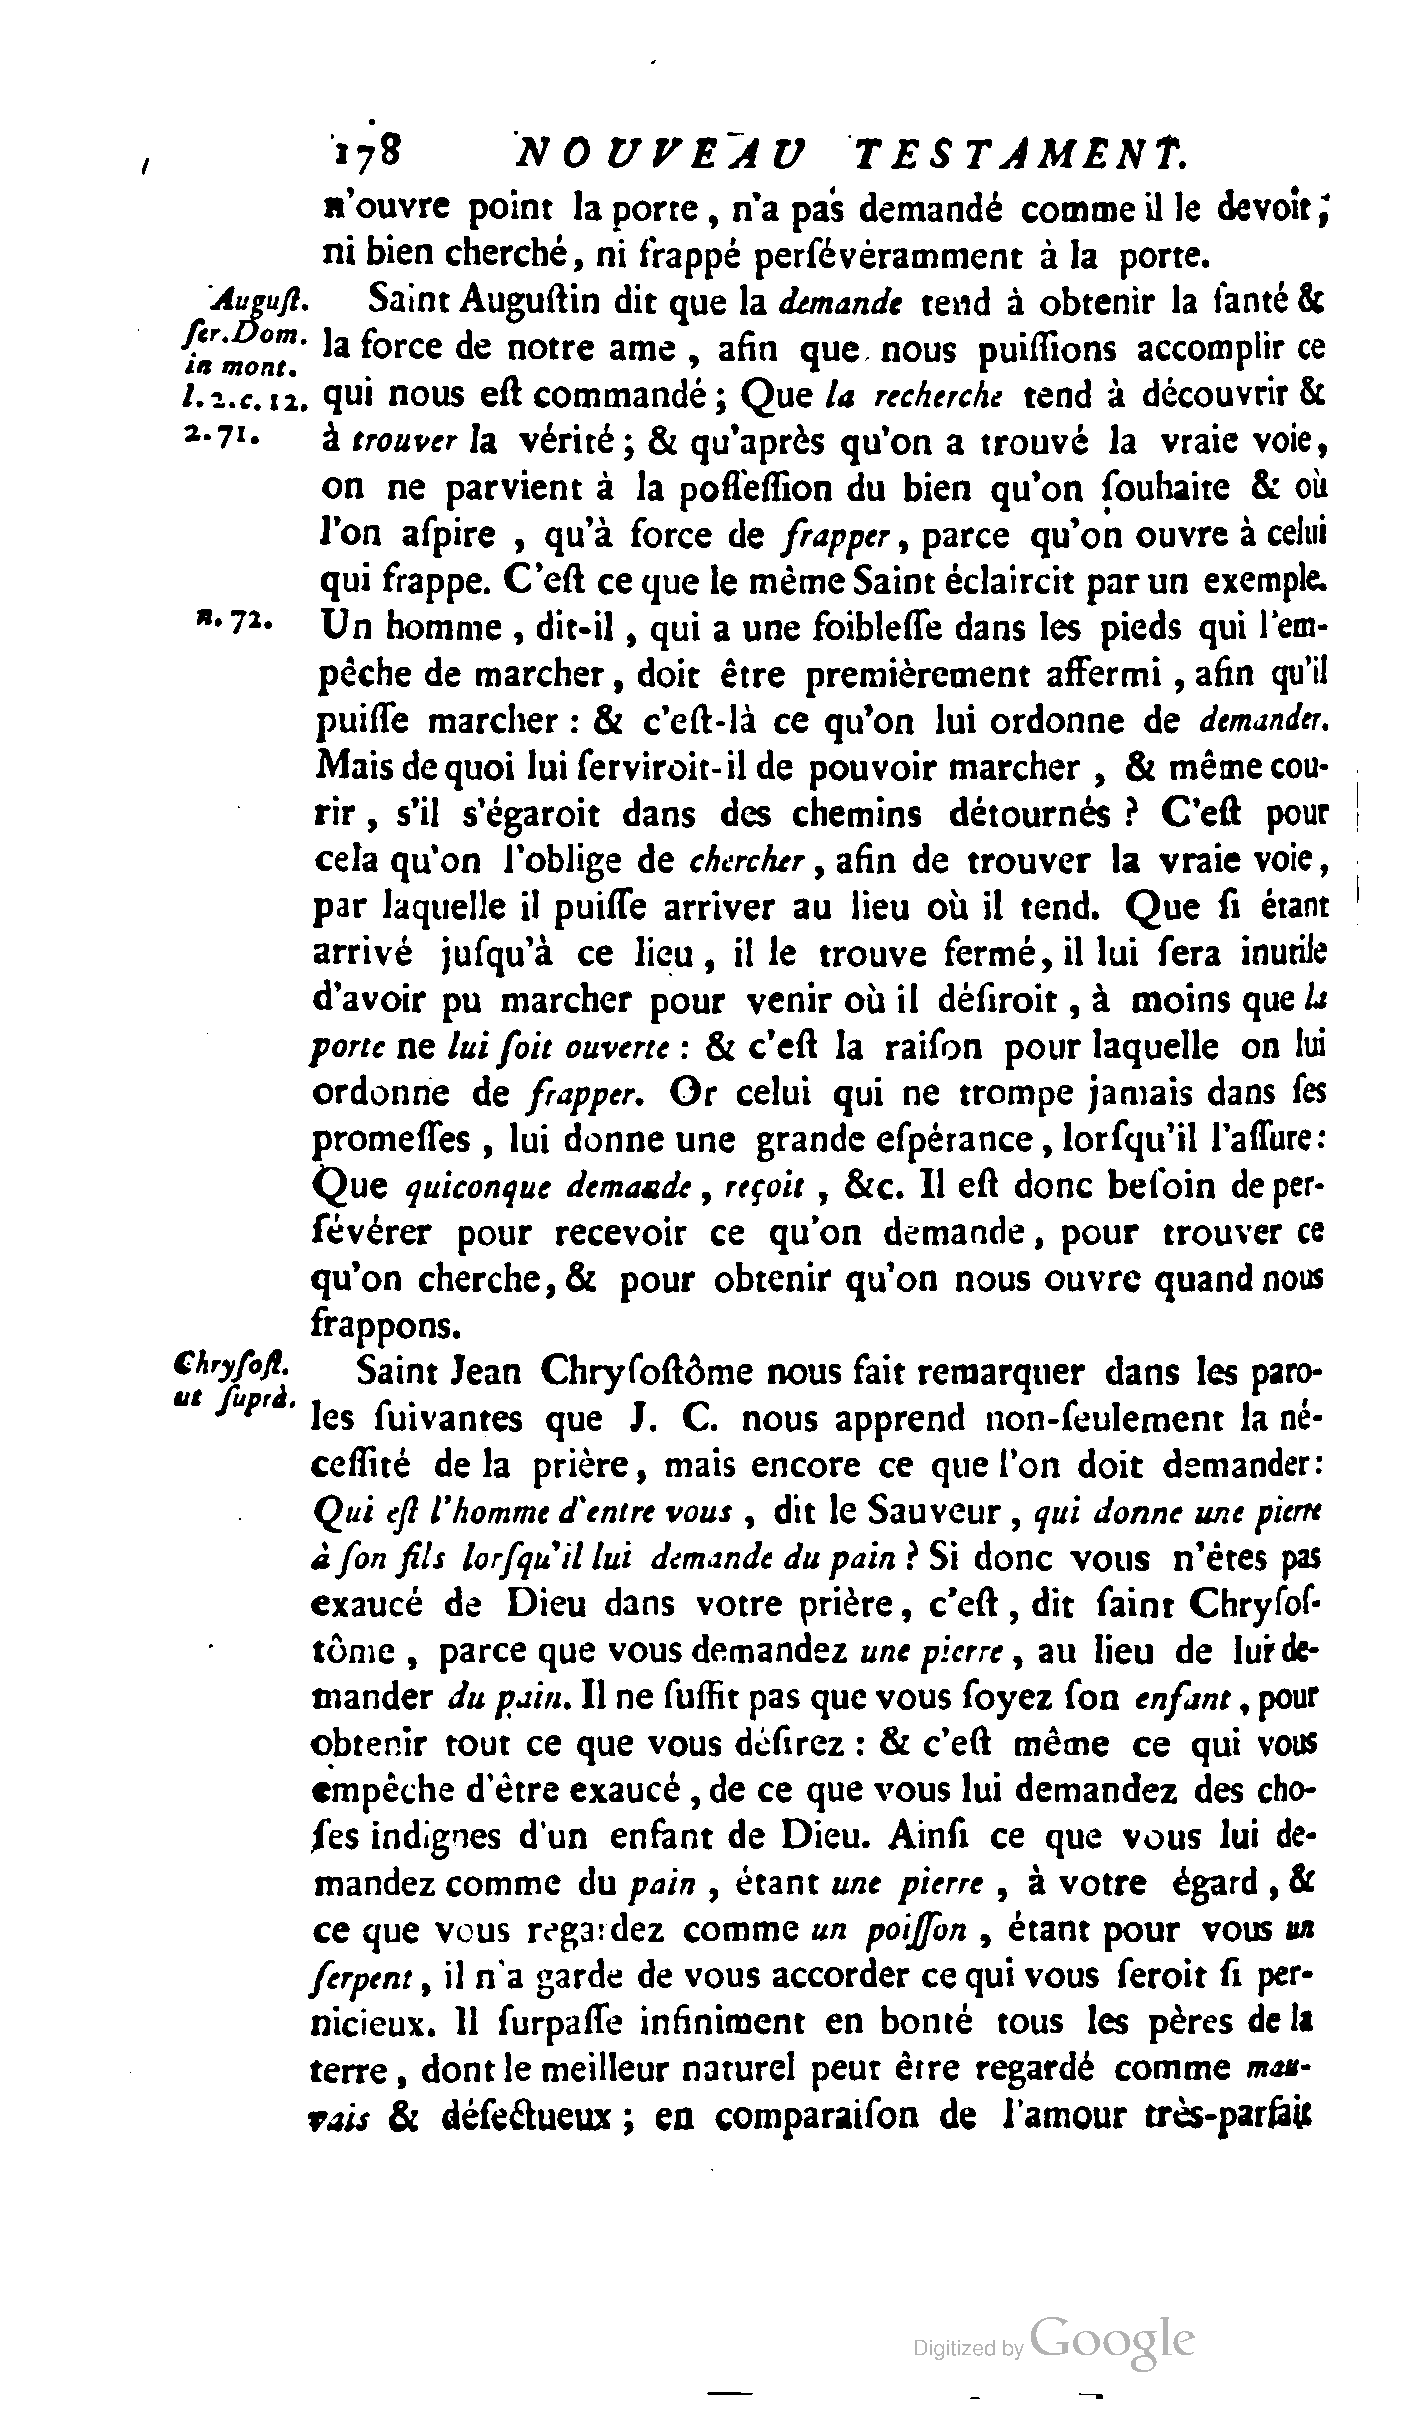 178 NOUVEAU TESTAMENT.
n'ouvre point la porte, n'a pas demandé comme il le devoit;
ni bien cherché, ni frappé perſévéramment à la porte.
Auguſt.
ſer. Dom.
in mont.
l. 2. c. 12.
2. 71.
Saint Auguſtin dit que la demande tend à obtenir la ſanté &
la force de notre ame, afin que nous puiſſions accomplir ce
qui nous eſt commandé; Que la recherche tend à découvrir &
à trouver la vérité; & qu'après qu'on a trouvé la vraie voie,
on ne parvient à la poſſeſſion du bien qu'on ſouhaite & où
l'on aſpire, qu'à force de frapper, parce qu'on ouvre à celui
qui frappe. C'eſt ce que le même Saint éclaircit par un exemple.
n. 72.
Un homme, dit-il, qui a une foibleſſe dans les pieds qui l'em-
pêche de marcher, doit être premièrement affermi, afin qu'il
puiſſe marcher : & c'eſt-là ce qu'on lui ordonne de demander.
Mais de quoi lui ſerviroit-il de pouvoir marcher, & même cou-
rir, s'il s'égaroit dans des chemins détournés ? C'eſt pour
cela qu'on l'oblige de chercher, afin de trouver la vraie voie,
par laquelle il puiſſe arriver au lieu où il tend. Que ſi étant
arrivé juſqu'à ce lieu, il le trouve fermé, il lui ſera inutile
d'avoir pu marcher pour venir où il déſiroit, à moins que la
porte ne lui ſoit ouverte : & c'eſt la raiſon pour laquelle on lui
ordonne de frapper. Or celui qui ne trompe jamais dans ſes
promeſſes, lui donne une grande eſpérance, lorſqu'il l'aſſure:
Que quiconque demande, reçoit, &c. Il eſt donc beſoin de per-
ſévérer pour recevoir ce qu'on demande, pour trouver ce
qu'on cherche, & pour obtenir qu'on nous ouvre quand nous
frappons.
Chryſoſt.
ut ſuprà.
Saint Jean Chryſoſtôme nous fait remarquer dans les paro-
les ſuivantes que J. C. nous apprend non-ſeulement la né-
ceſſité de la prière, mais encore ce que l'on doit demander:
Qui eſt l'homme d'entre vous, dit le Sauveur, qui donne une pierre
à ſon fils lorſqu'il lui demande du pain ? Si donc vous n'êtes pas
exaucé de Dieu dans votre prière, c'eſt, dit ſaint Chryſoſ-
tôme, parce que vous demandez une pierre, au lieu de lui de-
mander du pain. Il ne ſuffit pas que vous ſoyez ſon enfant, pour
obtenir tout ce que vous déſirez : & c'eſt même ce qui vous
empêche d'être exaucé, de ce que vous lui demandez des cho-
ſes indignes d'un enfant de Dieu. Ainſi ce que vous lui de-
mandez comme du pain, étant une pierre, à votre égard, &
ce que vous regardez comme un poiſſon, étant pour vous un
ſerpent, il n'a garde de vous accorder ce qui vous ſeroit ſi per-
nicieux. Il ſurpaſſe infiniment en bonté tous les pères de la
terre, dont le meilleur naturel peut être regardé comme mau-
vais & défectueux ; en comparaiſon de l'amour très-parfait
Digitized by Google